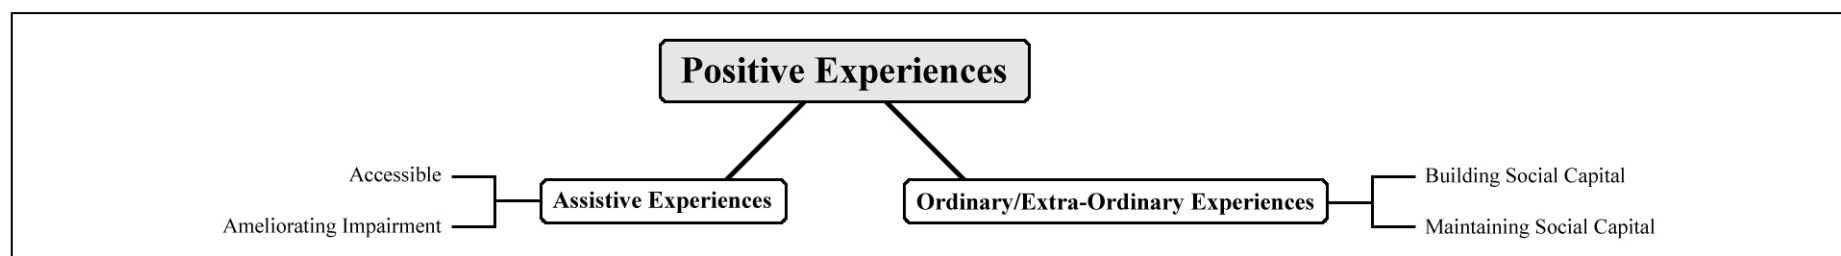 Positive Experiences
Accessible
Ameliorating Impairment
Assistive Experiences
Ordinary/Extra-Ordinary Experiences
Building Social Capital
Maintaining Social Capital